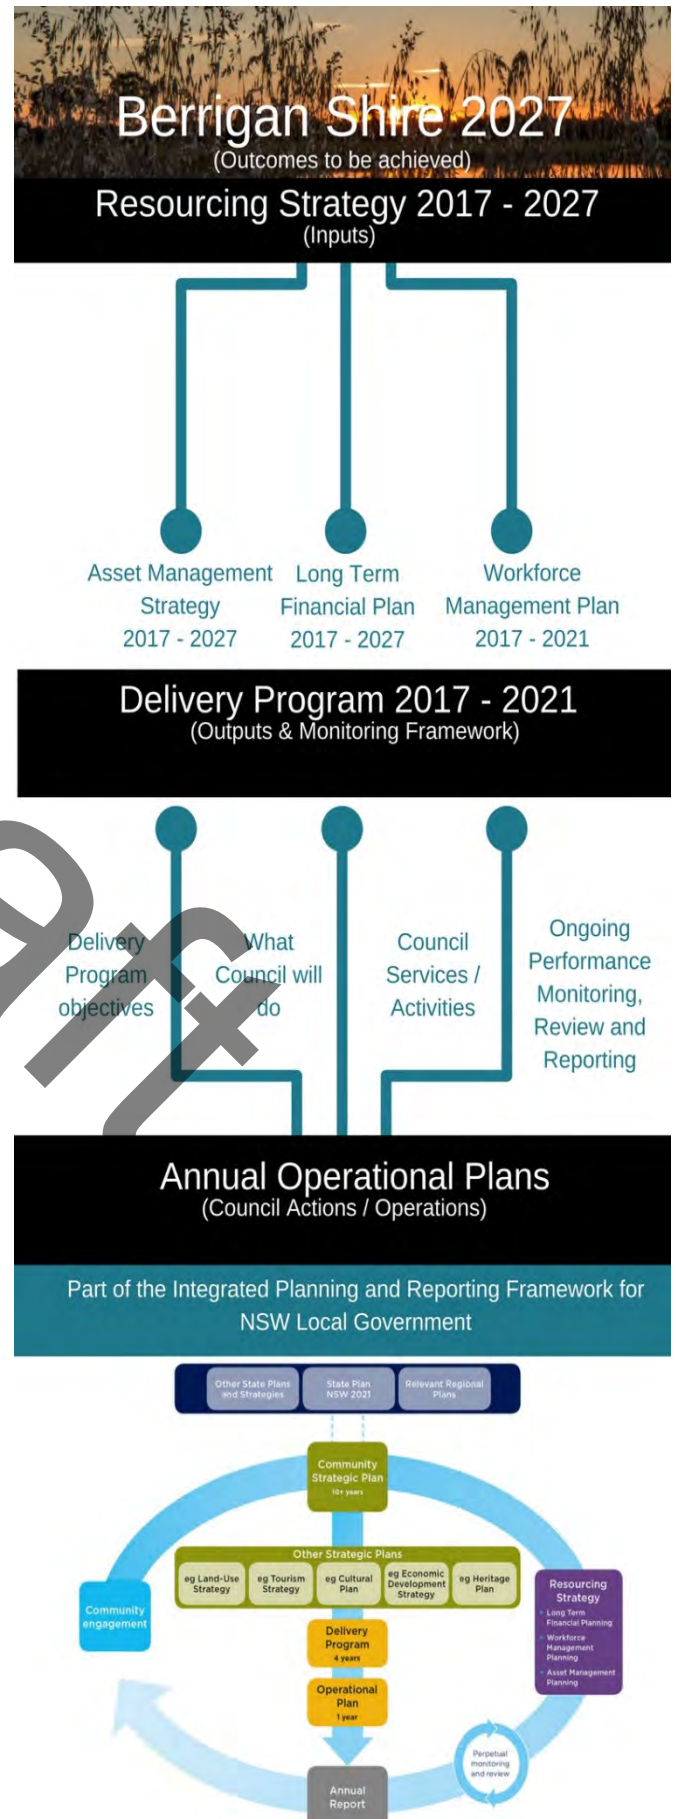 Berrigan Shire 2027
(Outcomes to be achieved)
Resourcing Strategy 2017 - 2027
(Inputs)
Asset Management
Strategy
2017 - 2027
Long Term
Financial Plan
2017 - 2027
Workforce
Management Plan
2017 - 2021
Delivery Program 2017 - 2021
(Outputs & Monitoring Framework)
Delivery
Program
objectives
What
Council will
do
Council
Services /
Activities
Ongoing
Performance
Monitoring,
Review and
Reporting
Annual Operational Plans
(Council Actions / Operations)
Part of the Integrated Planning and Reporting Framework for
NSW Local Government
Other State Plans
and Strategies
State Plan
NSW 2021
Relevant Regional
Plans
Community
Strategic Plan
10+ years
Other Strategic Plans
eg Land-Use
Strategy
eg Tourism
Strategy
eg Cultural
Plan
eg Economic
Development
Strategy
eg Heritage
Plan
Community
engagement
Resourcing
Strategy
• Long Term
Financial Planning
• Workforce
Management
Planning
• Asset Management
Planning
Delivery
Program
4 years
Operational
Plan
1 year
Perpetual
monitoring
and review
Annual
Report